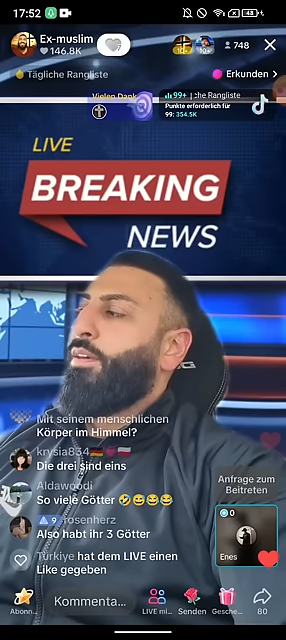 17:52
Ex-muslim
146.8K
748
Tägliche Rangliste
Erkunden >
Vielen Dank
99+
che Rangliste
Punkte erforderlich für
99: 354.5K
LIVE
BREAKING
NEWS
Mit seinem menschlichen
Körper im Himmel?
krysia834
Die drei sind eins
Aldawoodi
So viele Götter 🤣😂😂😂
9 rosenherz
Also habt ihr 3 Götter
Türkiye hat dem LIVE einen
Like gegeben
Anfrage zum
Beitreten
0
Enes
Abonn...
Kommenta...
LIVE mi...
Senden
Gesche...
80